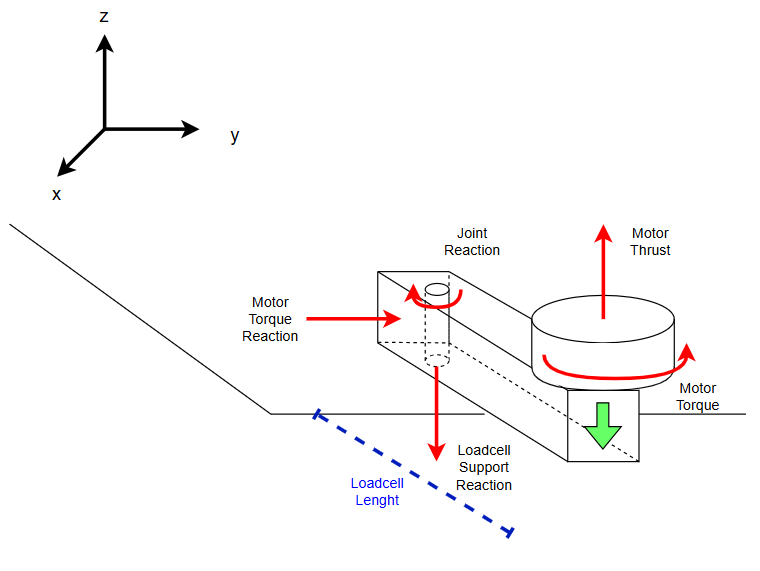 z
y
x
Joint
Reaction
Motor
Thrust
Motor
Torque
Reaction
Motor
Torque
Loadcell
Support
Reaction
Loadcell
Lenght